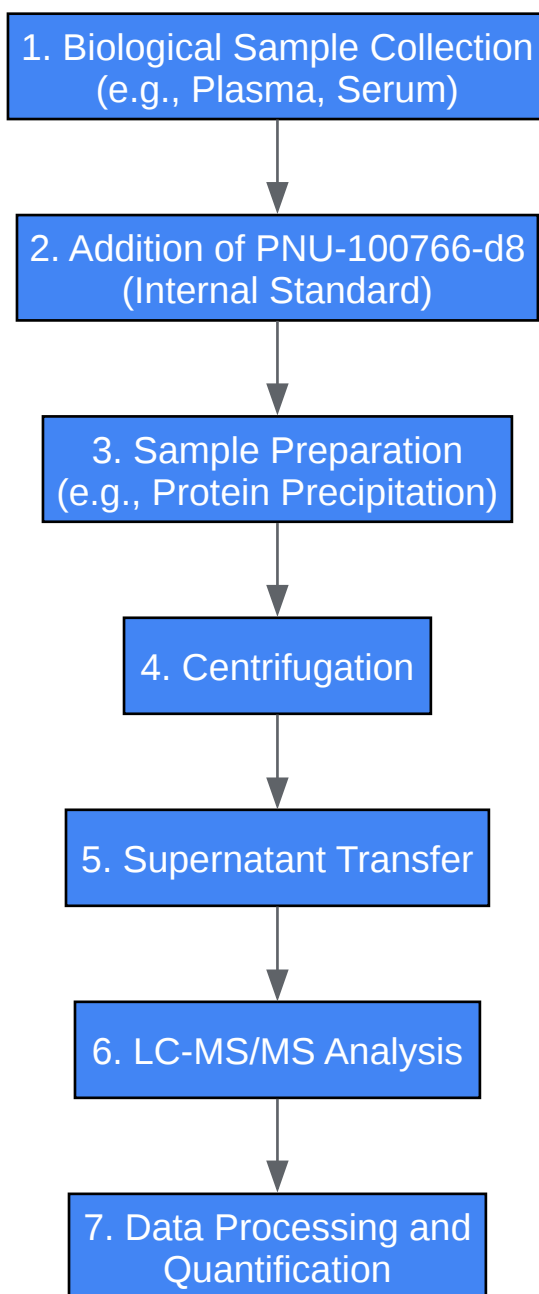 1. Biological Sample Collection
(e.g., Plasma, Serum)
2. Addition of PNU-100766-d8
(Internal Standard)
3. Sample Preparation
(e.g., Protein Precipitation)
4. Centrifugation
5. Supernatant Transfer
6. LC-MS/MS Analysis
7. Data Processing and
Quantification